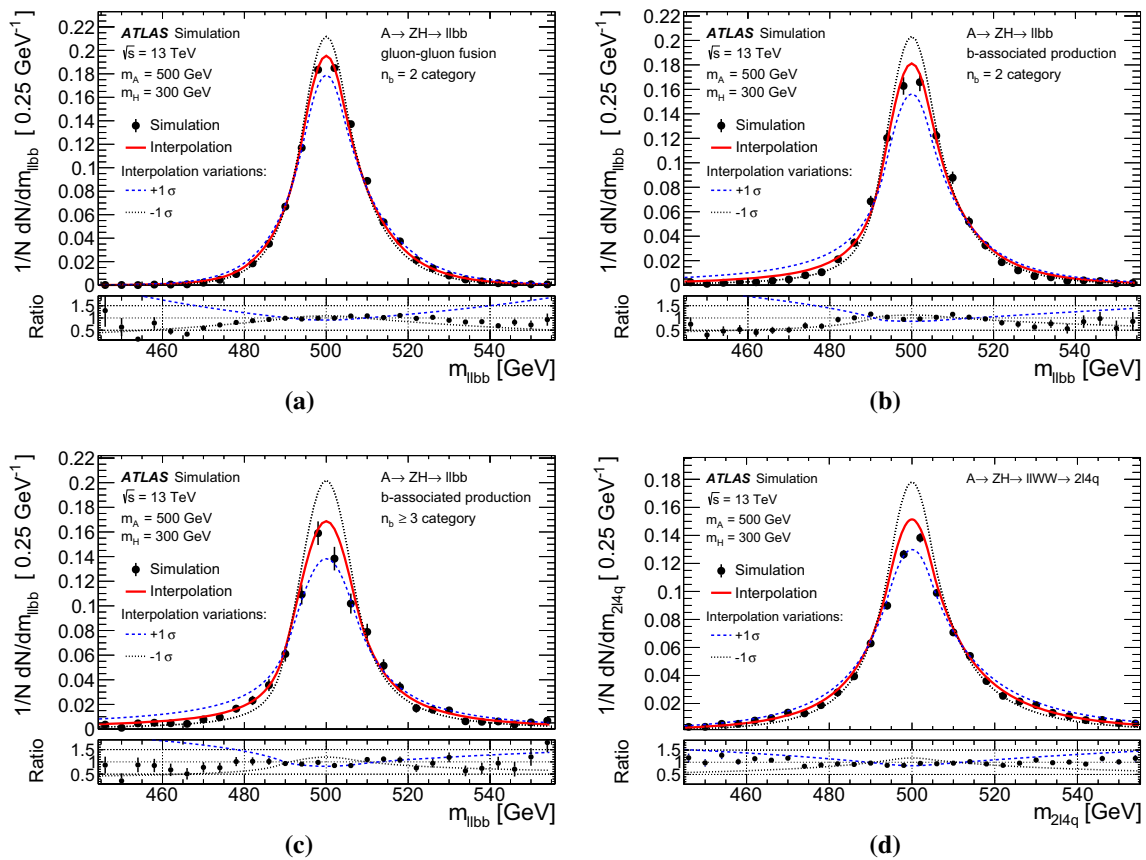 1/N dN/dm_llbb [ 0.25 GeV⁻¹ ]
0.22
0.2
0.18
0.16
0.14
0.12
0.1
0.08
0.06
0.04
0.02
0
ATLAS Simulation
√s = 13 TeV
m_A = 500 GeV
m_H = 300 GeV
Simulation
Interpolation
Interpolation variations:
+1 σ
-1 σ
A→ ZH→ llbb
gluon-gluon fusion
n_b = 2 category
Ratio
1.5
1
0.5
460 480 500 520 540
m_llbb [GeV]
(a)
1/N dN/dm_llbb [ 0.25 GeV⁻¹ ]
0.22
0.2
0.18
0.16
0.14
0.12
0.1
0.08
0.06
0.04
0.02
0
ATLAS Simulation
√s = 13 TeV
m_A = 500 GeV
m_H = 300 GeV
Simulation
Interpolation
Interpolation variations:
+1 σ
-1 σ
A→ ZH→ llbb
b-associated production
n_b = 2 category
Ratio
1.5
1
0.5
460 480 500 520 540
m_llbb [GeV]
(b)
1/N dN/dm_llbb [ 0.25 GeV⁻¹ ]
0.22
0.2
0.18
0.16
0.14
0.12
0.1
0.08
0.06
0.04
0.02
0
ATLAS Simulation
√s = 13 TeV
m_A = 500 GeV
m_H = 300 GeV
Simulation
Interpolation
Interpolation variations:
+1 σ
-1 σ
A→ ZH→ llbb
b-associated production
n_b ≥ 3 category
Ratio
1.5
1
0.5
460 480 500 520 540
m_llbb [GeV]
(c)
1/N dN/dm_2l4q [ 0.25 GeV⁻¹ ]
0.18
0.16
0.14
0.12
0.1
0.08
0.06
0.04
0.02
ATLAS Simulation
√s = 13 TeV
m_A = 500 GeV
m_H = 300 GeV
Simulation
Interpolation
Interpolation variations:
+1 σ
-1 σ
A→ ZH→ llWW→ 2l4q
Ratio
1.5
1
0.5
460 480 500 520 540
m_2l4q [GeV]
(d)